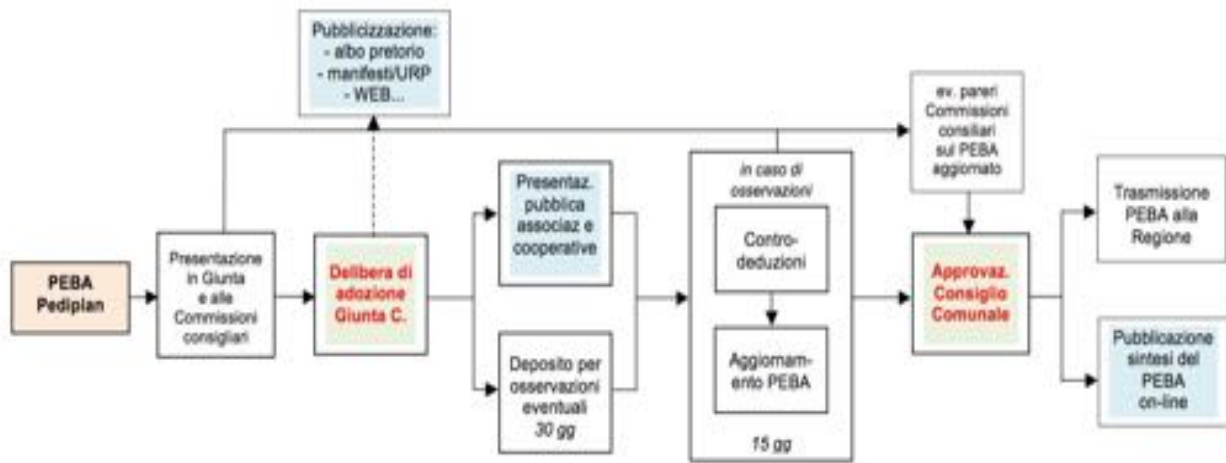 PEBA
Pediplan
Presentazione
in Giunta
e alle
Commissioni
consigliari
Pubblicizzazione:
- albo pretorio
- manifesti/URP
- WEB...
Delibera di
adozione
Giunta C.
Presentaz.
pubblica
associaz e
cooperative
Deposito per
osservazioni
eventuali
30 gg
in caso di
osservazioni
Contro-
deduzioni
Aggiornam-
ento PEBA
15 gg
ev. pareri
Commissioni
consiliari
sul PEBA
aggiornato
Approvaz.
Consiglio
Comunale
Trasmissione
PEBA alla
Regione
Pubblicazione
sintesi del
PEBA
on-line